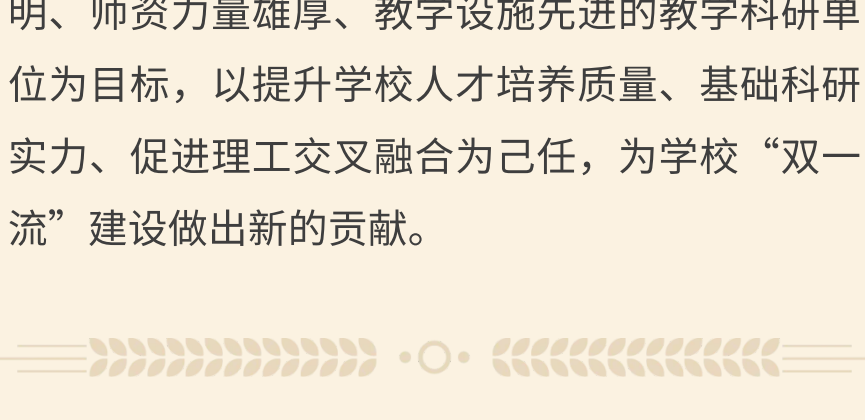 明、师资力量雄厚、教学设施先进的教学科研单
位为目标，以提升学校人才培养质量、基础科研
实力、促进理工交叉融合为己任，为学校“双一
流”建设做出新的贡献。